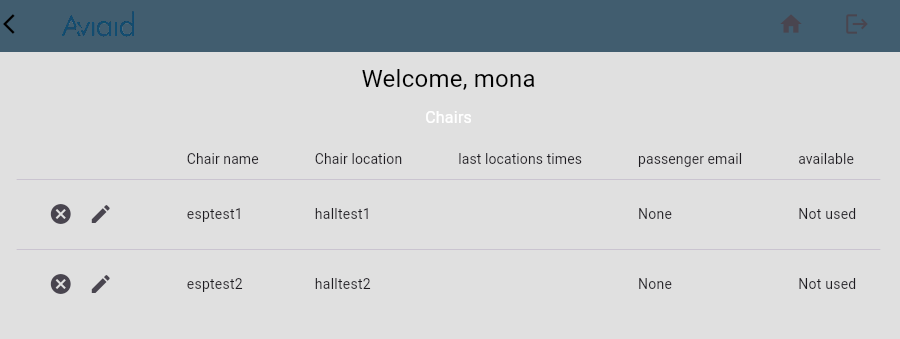 Aviaid
Welcome, mona
Chairs
Chair name Chair location last locations times passenger email available
esptest1 halltest1 None Not used
esptest2 halltest2 None Not used